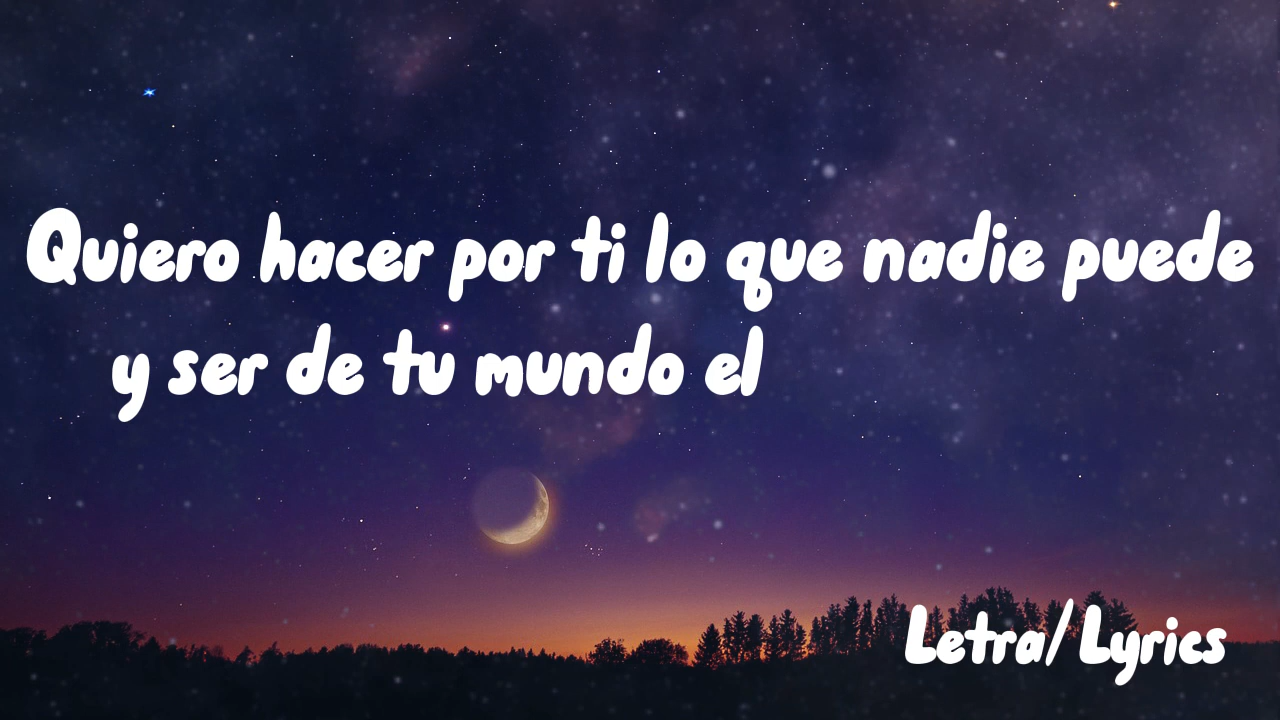 Quiero hacer por ti lo que nadie puede
y ser de tu mundo el
Letra/Lyrics